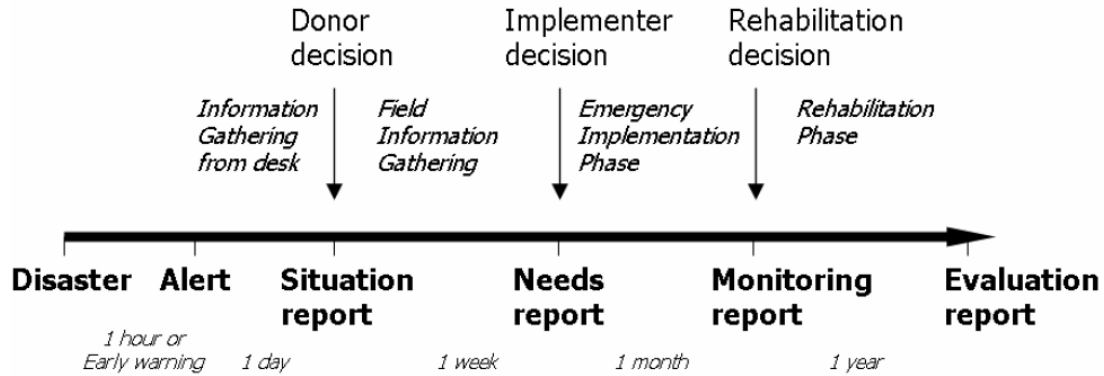 Donor
decision
Implementer
decision
Rehabilitation
decision
Information
Gathering
from desk
Field
Information
Gathering
Emergency
Implementation
Phase
Rehabilitation
Phase
Disaster
Alert
Situation
report
Needs
report
Monitoring
report
Evaluation
report
1 hour or
Early warning
1 day
1 week
1 month
1 year